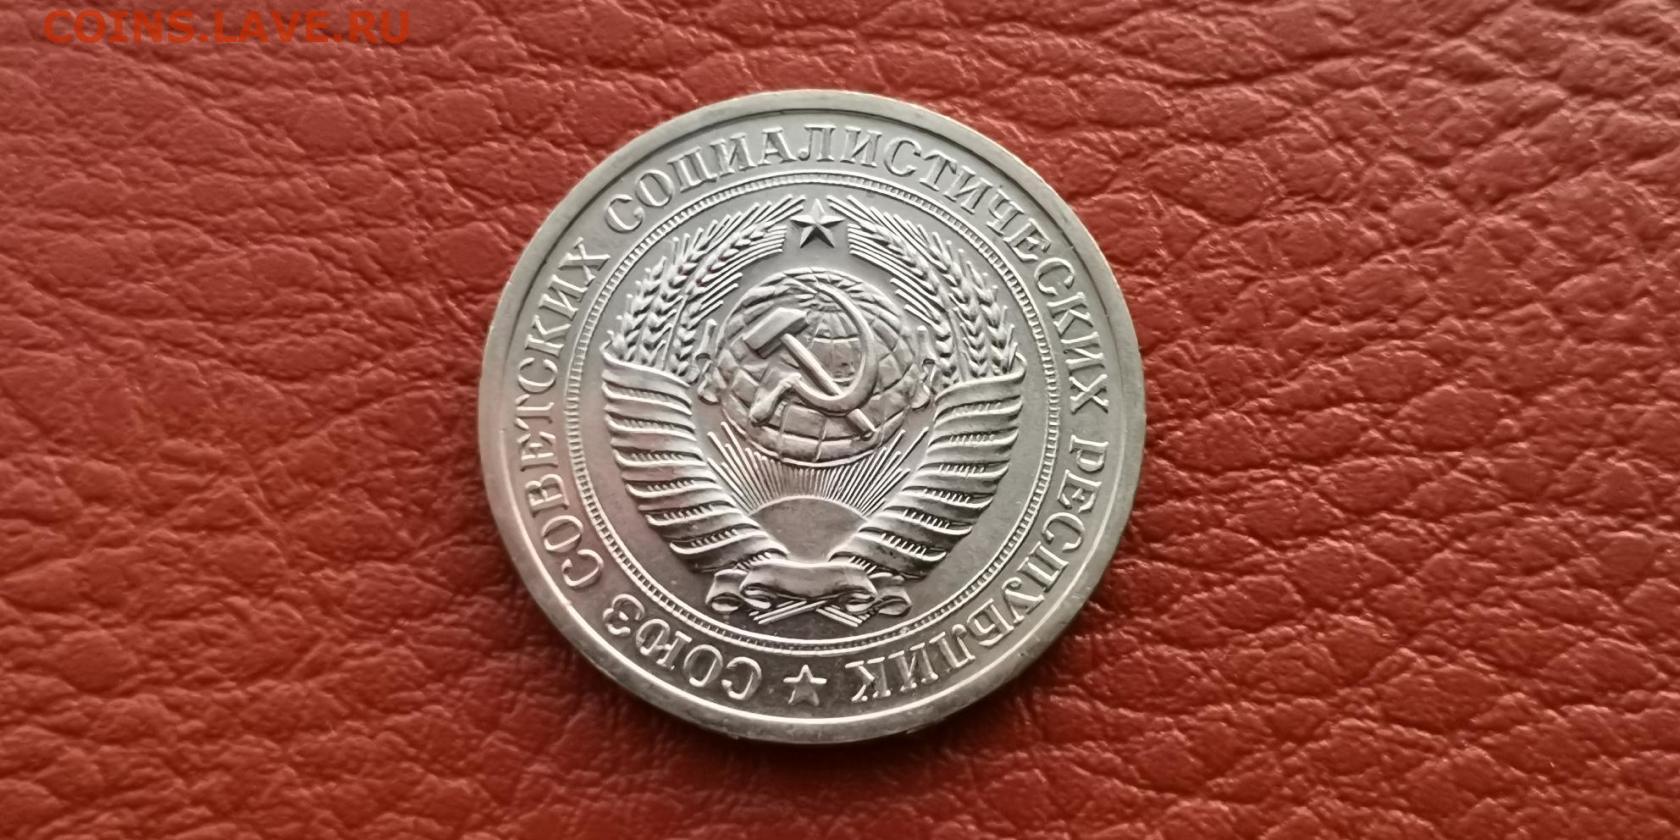 COINS.LAVE.RU
СОЮЗ СОВЕТСКИХ СОЦИАЛИСТИЧЕСКИХ РЕСПУБЛИК